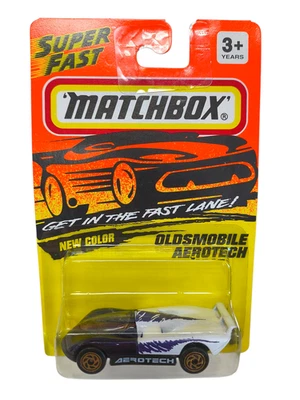 SUPER
FAST
3+
YEARS
"MATCHBOX"®
GET IN THE FAST LANE!
NEW COLOR
OLDSMOBILE
AEROTECH
AEROTECH